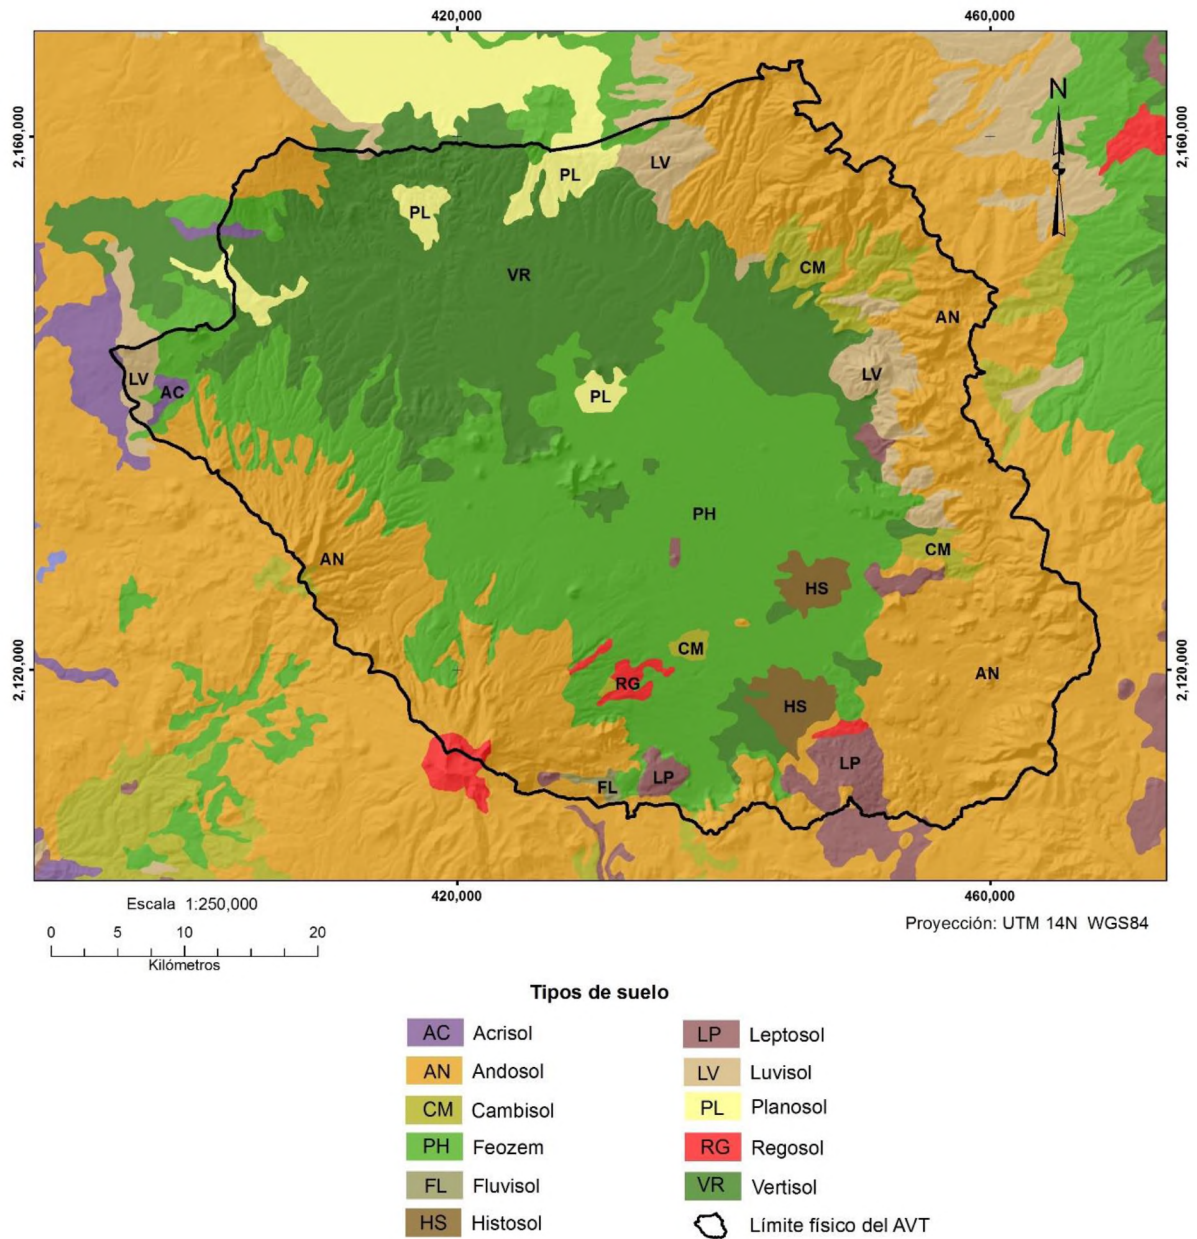 420,000 460,000
N
2,160,000 2,160,000
LV
PL
PL
CM
VR
AN
LV
LV
AC
PL
PH
CM
AN
HS
CM
2,120,000 AN 2,120,000
RG
HS
LP
LP
FL
420,000 460,000
Escala 1:250,000
Proyección: UTM 14N WGS84
0 5 10 20
Kilómetros
Tipos de suelo
AC Acrisol
AN Andosol
CM Cambisol
PH Feozem
FL Fluvisol
HS Histosol
LP Leptosol
LV Luvisol
PL Planosol
RG Regosol
VR Vertisol
Límite físico del AVT